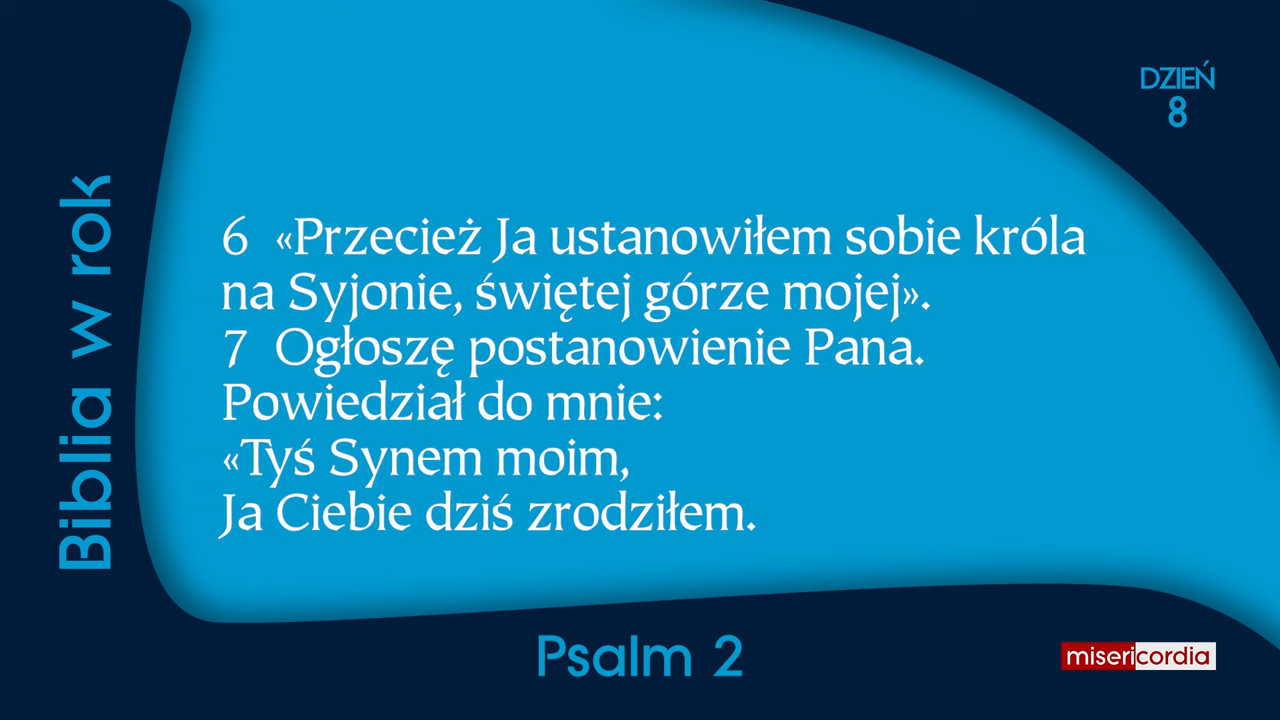 DZIEŃ
8
Biblia w rok
6 «Przecież Ja ustanowiłem sobie króla
na Syjonie, świętej górze mojej».
7 Ogłoszę postanowienie Pana.
Powiedział do mnie:
«Tyś Synem moim,
Ja Ciebie dziś zrodziłem.
Psalm 2
misericordia